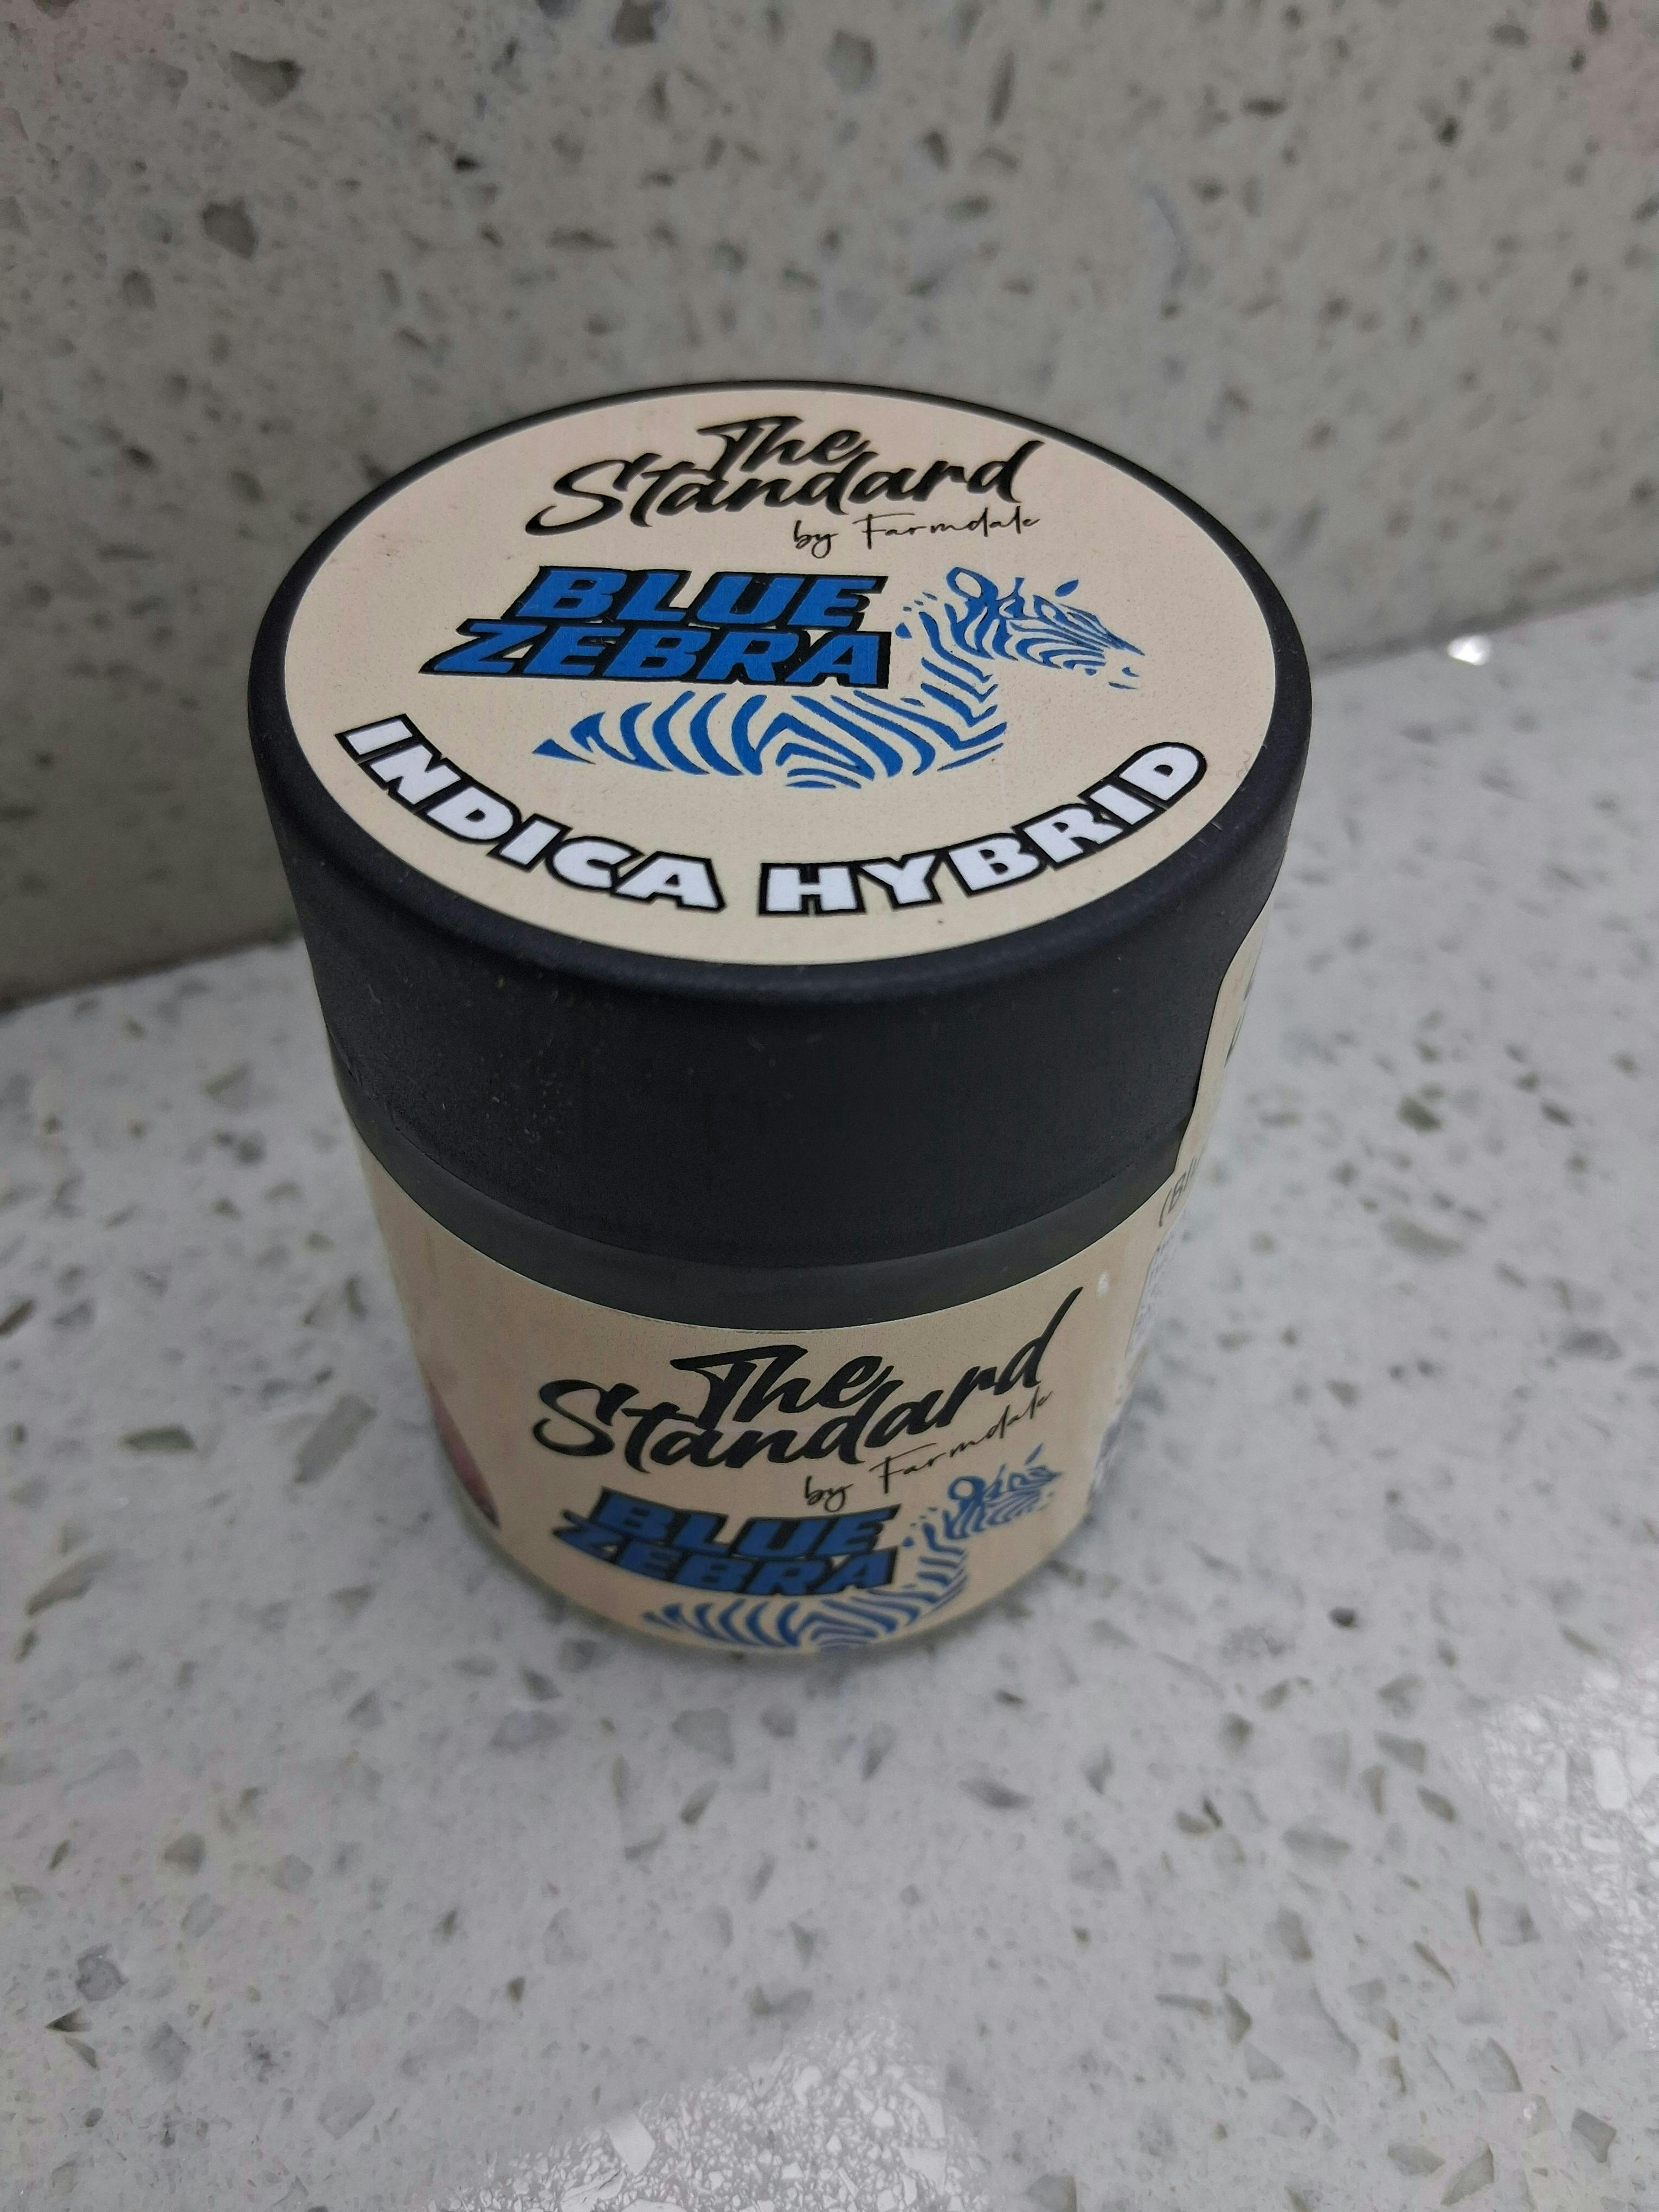 The
Standard
by Farmdale
BLUE
ZEBRA
INDICA HYBRID
The
Standard
by Farmdale
BLUE
ZEBRA